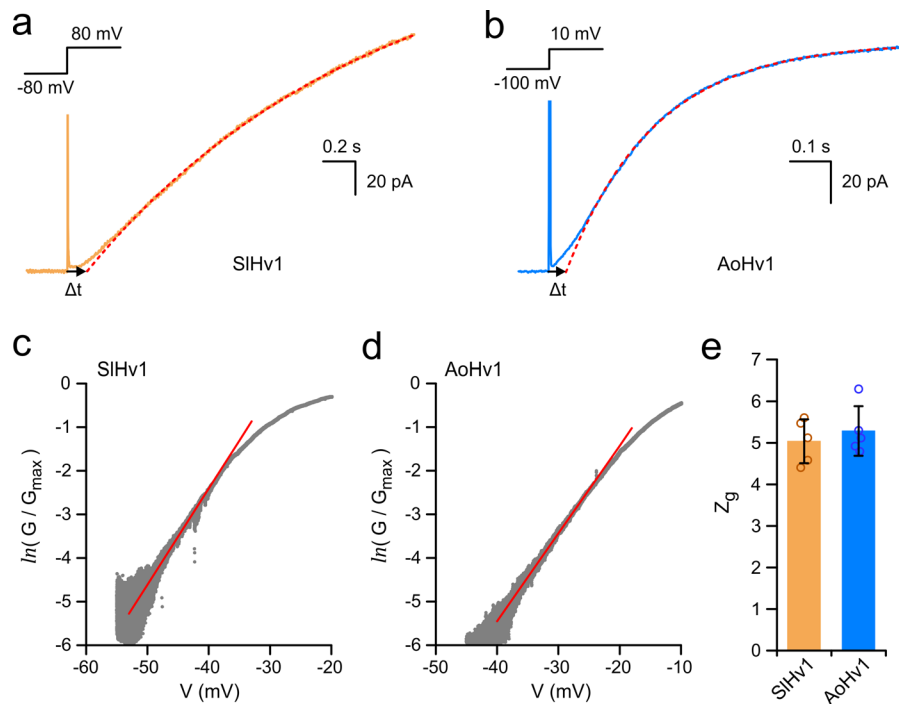 a
80 mV
-80 mV
0.2 s
20 pA
SlHv1
Δt
b
10 mV
-100 mV
0.1 s
20 pA
AoHv1
Δt
c
SlHv1
0
-1
-2
-3
-4
-5
-6
ln( G / Gmax)
-60
-50
-40
-30
-20
V (mV)
d
AoHv1
0
-1
-2
-3
-4
-5
-6
ln( G / Gmax)
-50
-40
-30
-20
-10
V (mV)
e
7
6
5
4
3
2
1
0
Zg
SlHv1
AoHv1